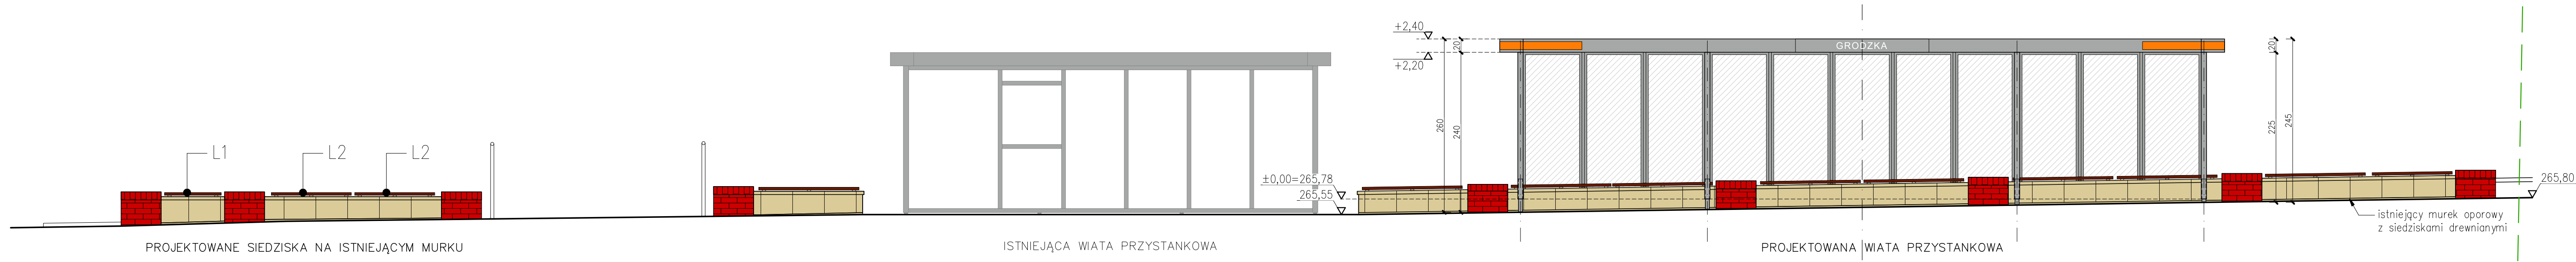 +2,40
+2,20
20
260
240
GRODZKA
20
225
245
L1
L2
L2
±0,00=265,78
265,55
265,80
istniejący murek oporowy
z siedziskami drewnianymi
PROJEKTOWANE SIEDZISKA NA ISTNIEJĄCYM MURKU
ISTNIEJĄCA WIATA PRZYSTANKOWA
PROJEKTOWANA WIATA PRZYSTANKOWA